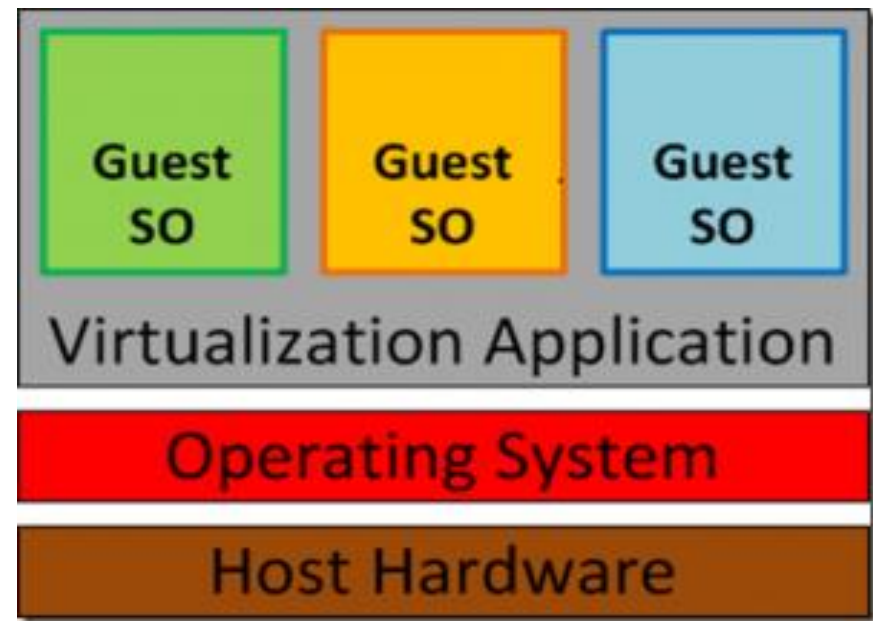 Guest Guest Guest
SO SO SO
Virtualization Application
Operating System
Host Hardware